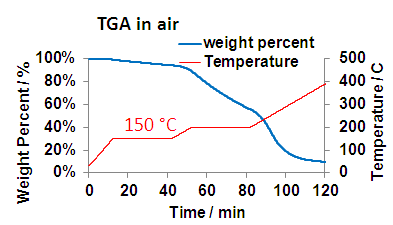 TGA in air
weight percent
Temperature
100%
80%
60%
40%
20%
0%
Weight Percent / %
150 °C
500
400
300
200
100
0
Temperature / C
0 20 40 60 80 100 120
Time / min